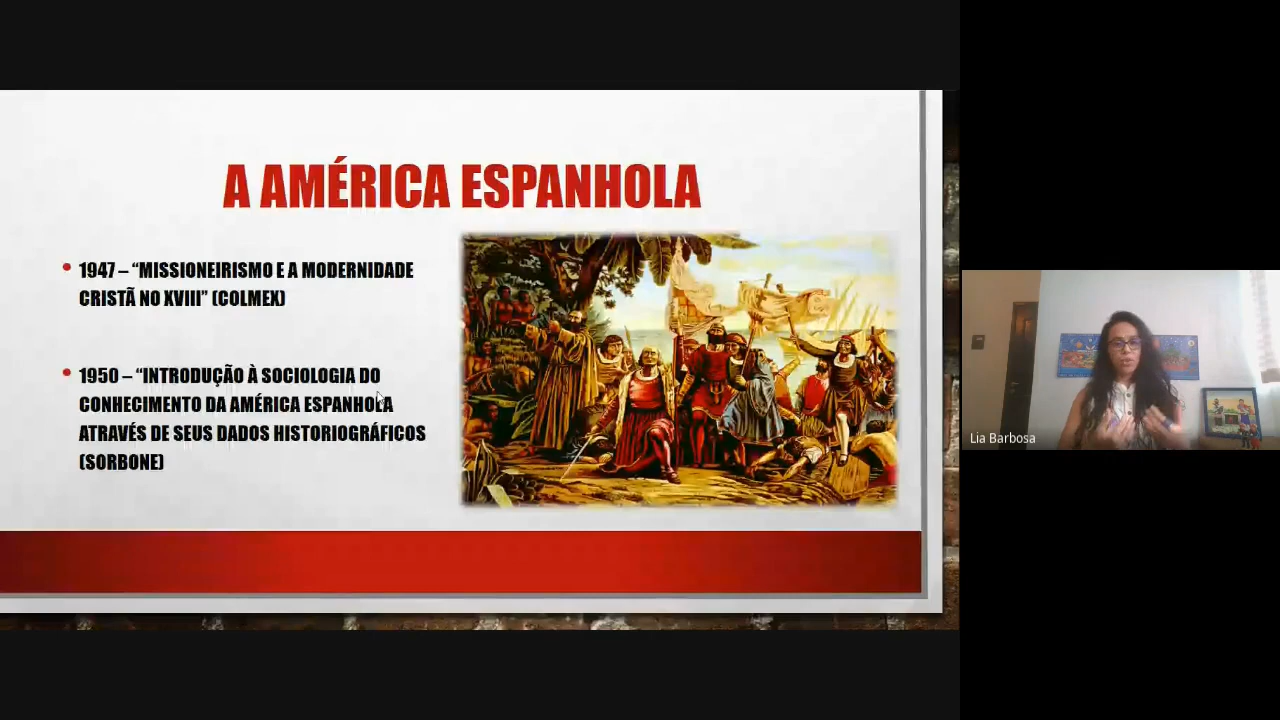 A AMÉRICA ESPANHOLA
• 1947 – “MISSIONEIRISMO E A MODERNIDADE
CRISTÃ NO XVIII” (COLMEX)
• 1950 – “INTRODUÇÃO À SOCIOLOGIA DO
CONHECIMENTO DA AMÉRICA ESPANHOLA
ATRAVÉS DE SEUS DADOS HISTORIOGRÁFICOS
(SORBONE)
Lia Barbosa